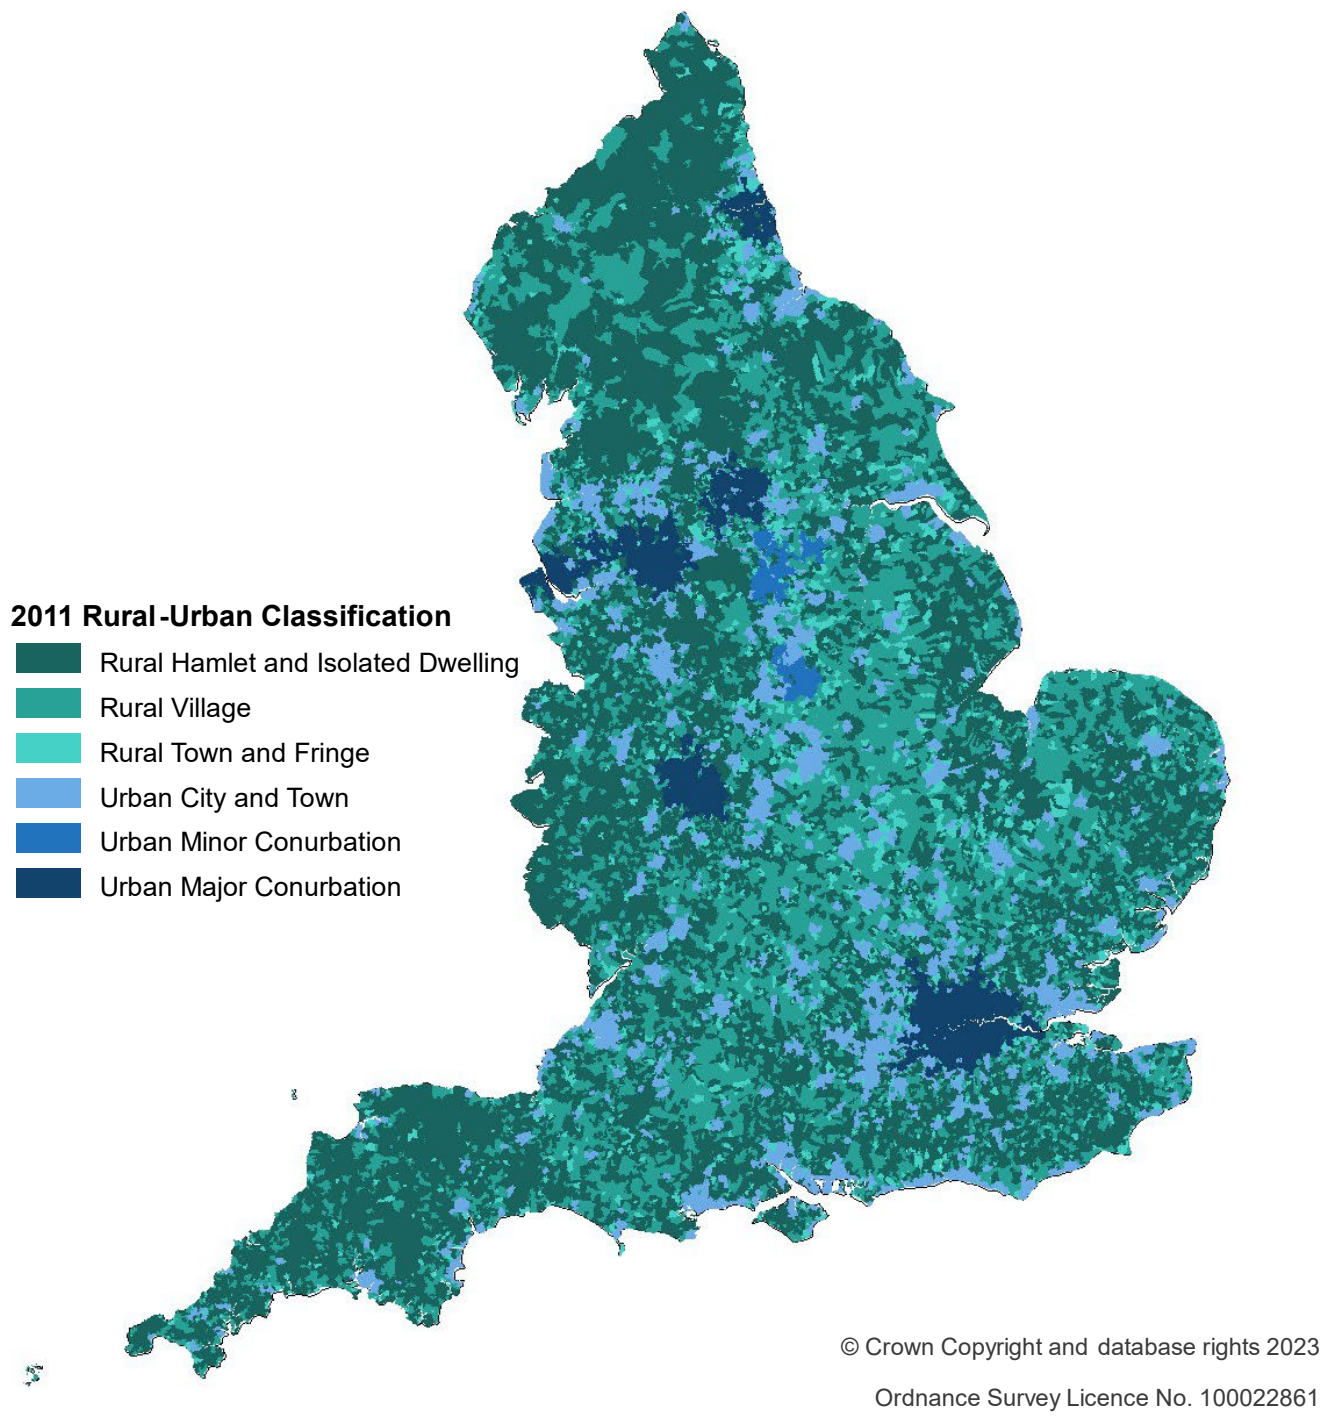 2011 Rural-Urban Classification
Rural Hamlet and Isolated Dwelling
Rural Village
Rural Town and Fringe
Urban City and Town
Urban Minor Conurbation
Urban Major Conurbation
© Crown Copyright and database rights 2023
Ordnance Survey Licence No. 100022861